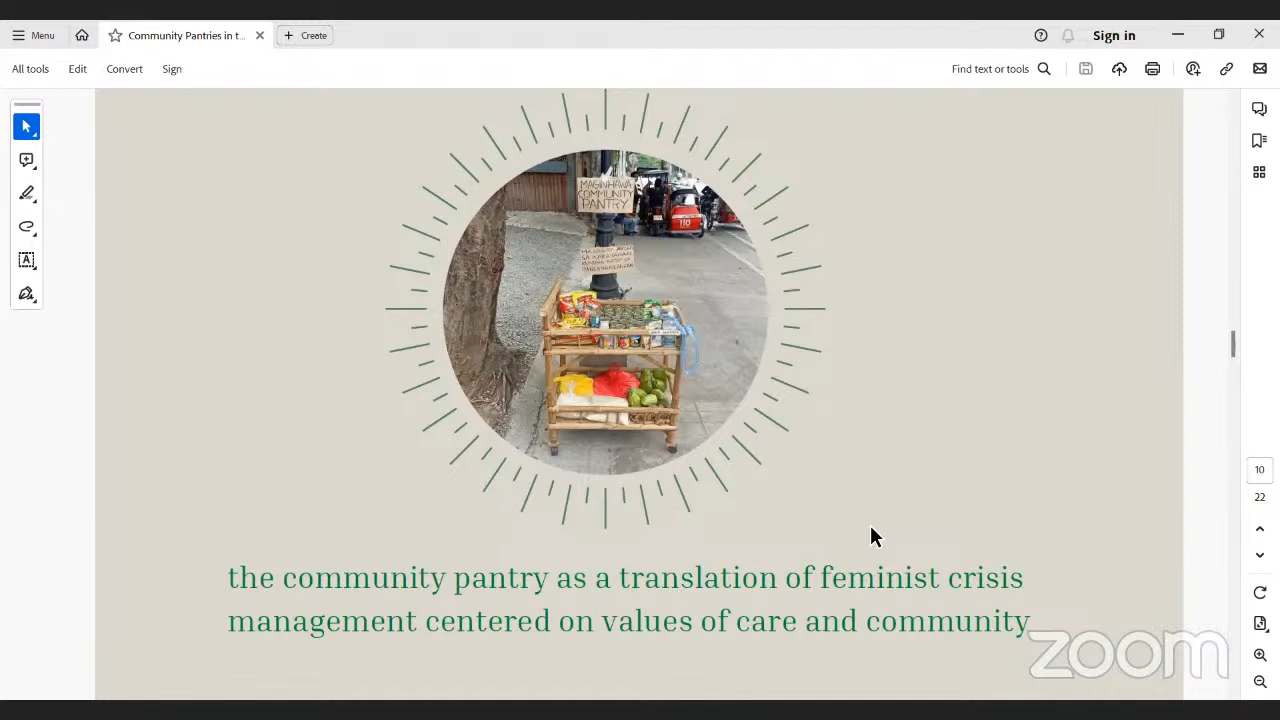 Menu
Community Pantries in t...
Create
Sign in
All tools
Edit
Convert
Sign
Find text or tools
MAGINHAWA
COMMUNITY
PANTRY
110
10
22
the community pantry as a translation of feminist crisis
management centered on values of care and community
zoom